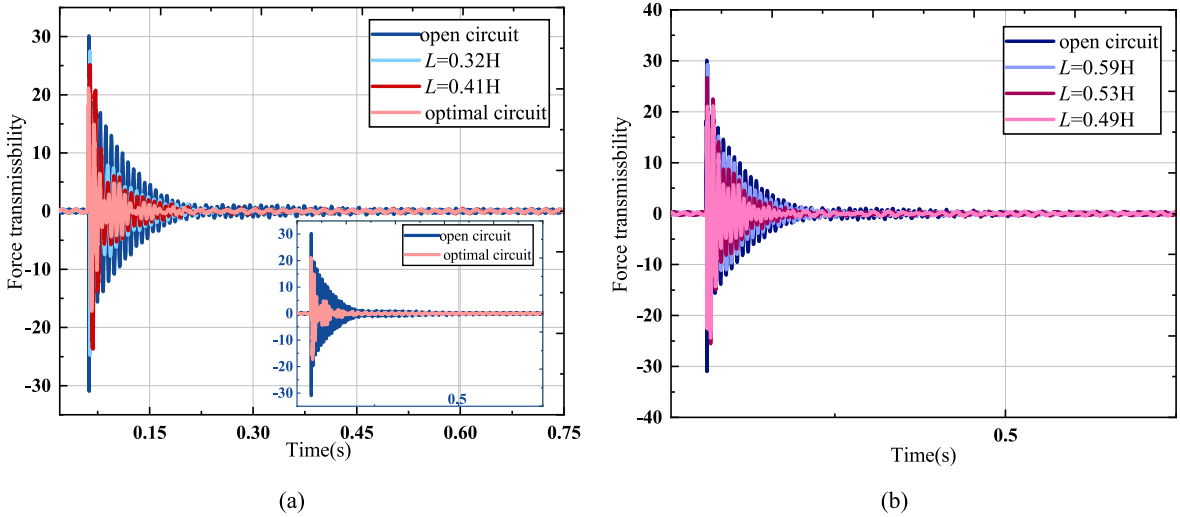 Force transmissbility
30
20
10
0
-10
-20
-30
open circuit
L=0.32H
L=0.41H
optimal circuit
30
20
10
0
-10
-20
-30
open circuit
optimal circuit
0.5
0.15
0.30
0.45
0.60
0.75
Time(s)
(a)
Force transmissbility
40
30
20
10
0
-10
-20
-30
-40
open circuit
L=0.59H
L=0.53H
L=0.49H
0.5
Time(s)
(b)